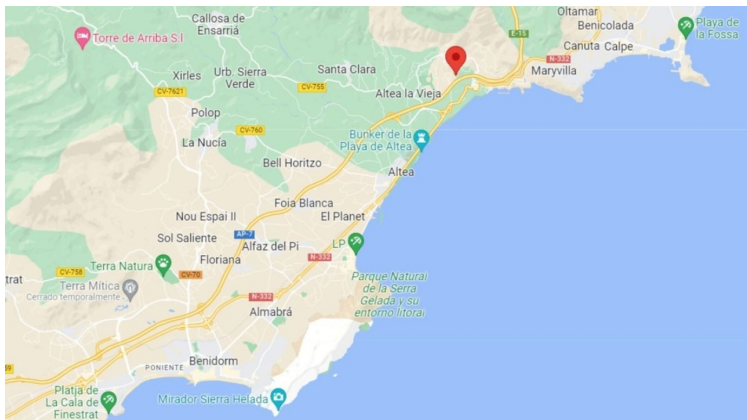 Callosa de
Ensarriá
Oltamar
Benicolada
Playa de
la Fossa
Torre de Arriba S.l
E-15
Canuta
Calpe
N-332
Maryvilla
Xirles
Urb. Sierra
Verde
Santa Clara
CV-7621
CV-755
Altea la Vieja
Polop
CV-760
La Nucía
Bunker de la
Playa de Altea
Bell Horitzo
Altea
Foia Blanca
Nou Espai II
El Planet
Sol Saliente
AP-7
Alfaz del Pi
LP
Floriana
N-332
Terra Natura
CV-758
CV-70
trat
Terra Mítica
Cerrado temporalmente
Parque Natural
de la Serra
Gelada y su
entorno litoral
N-332
Almabrá
Benidorm
PONIENTE
Platja de
La Cala de
Finestrat
Mirador Sierra Helada